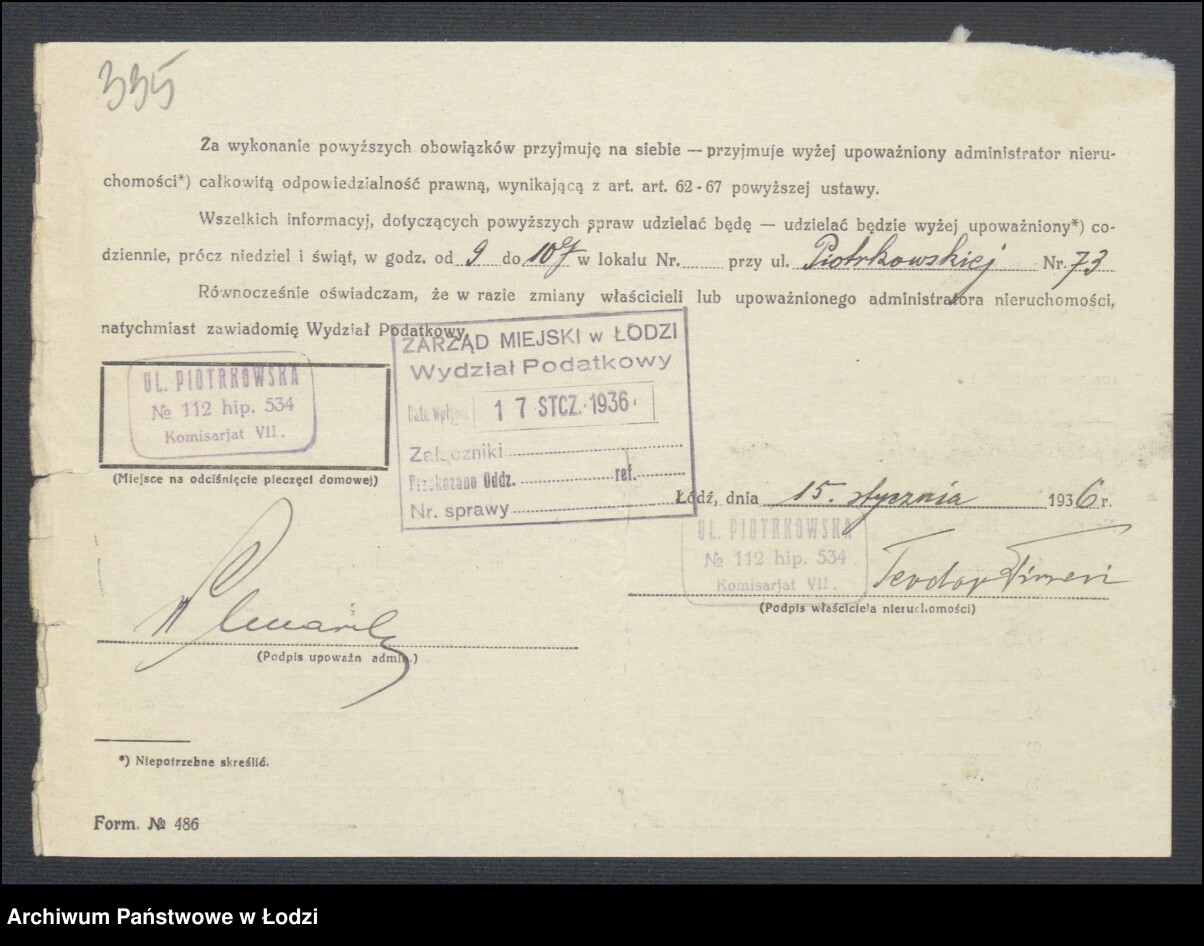 335
Za wykonanie powyższych obowiązków przyjmuję na siebie — przyjmuje wyżej upoważniony administrator nieru-
chomości*) całkowitą odpowiedzialność prawną, wynikającą z art. art. 62-67 powyższej ustawy.
Wszelkich informacyj, dotyczących powyższych spraw udzielać będę — udzielać będzie wyżej upoważniony*) co-
dziennie, prócz niedziel i świąt, w godz. od 9 do 10 w lokalu Nr. przy ul. Piotrkowskiej Nr. 73
Równocześnie oświadczam, że w razie zmiany właścicieli lub upoważnionego administratora nieruchomości,
natychmiast zawiadomię Wydział Podatkowy.
ZARZĄD MIEJSKI w ŁODZI
Wydział Podatkowy
Data wpływu 17 STCZ. 1936
Załączniki
Przekazano Oddz. ref.
Nr. sprawy
UL. PIOTRKOWSKA
№ 112 hip. 534
Komisarjat VII.
(Miejsce na odciśnięcie pieczęci domowej)
Łódź, dnia 15. stycznia 1936 r.
UL. PIOTRKOWSKA
№ 112 hip. 534
Komisarjat VII.
Teodor
(Podpis właściciela nieruchomości)
(Podpis upoważn admin.)
*) Niepotrzebne skreślić.
Form. № 486
Archiwum Państwowe w Łodzi